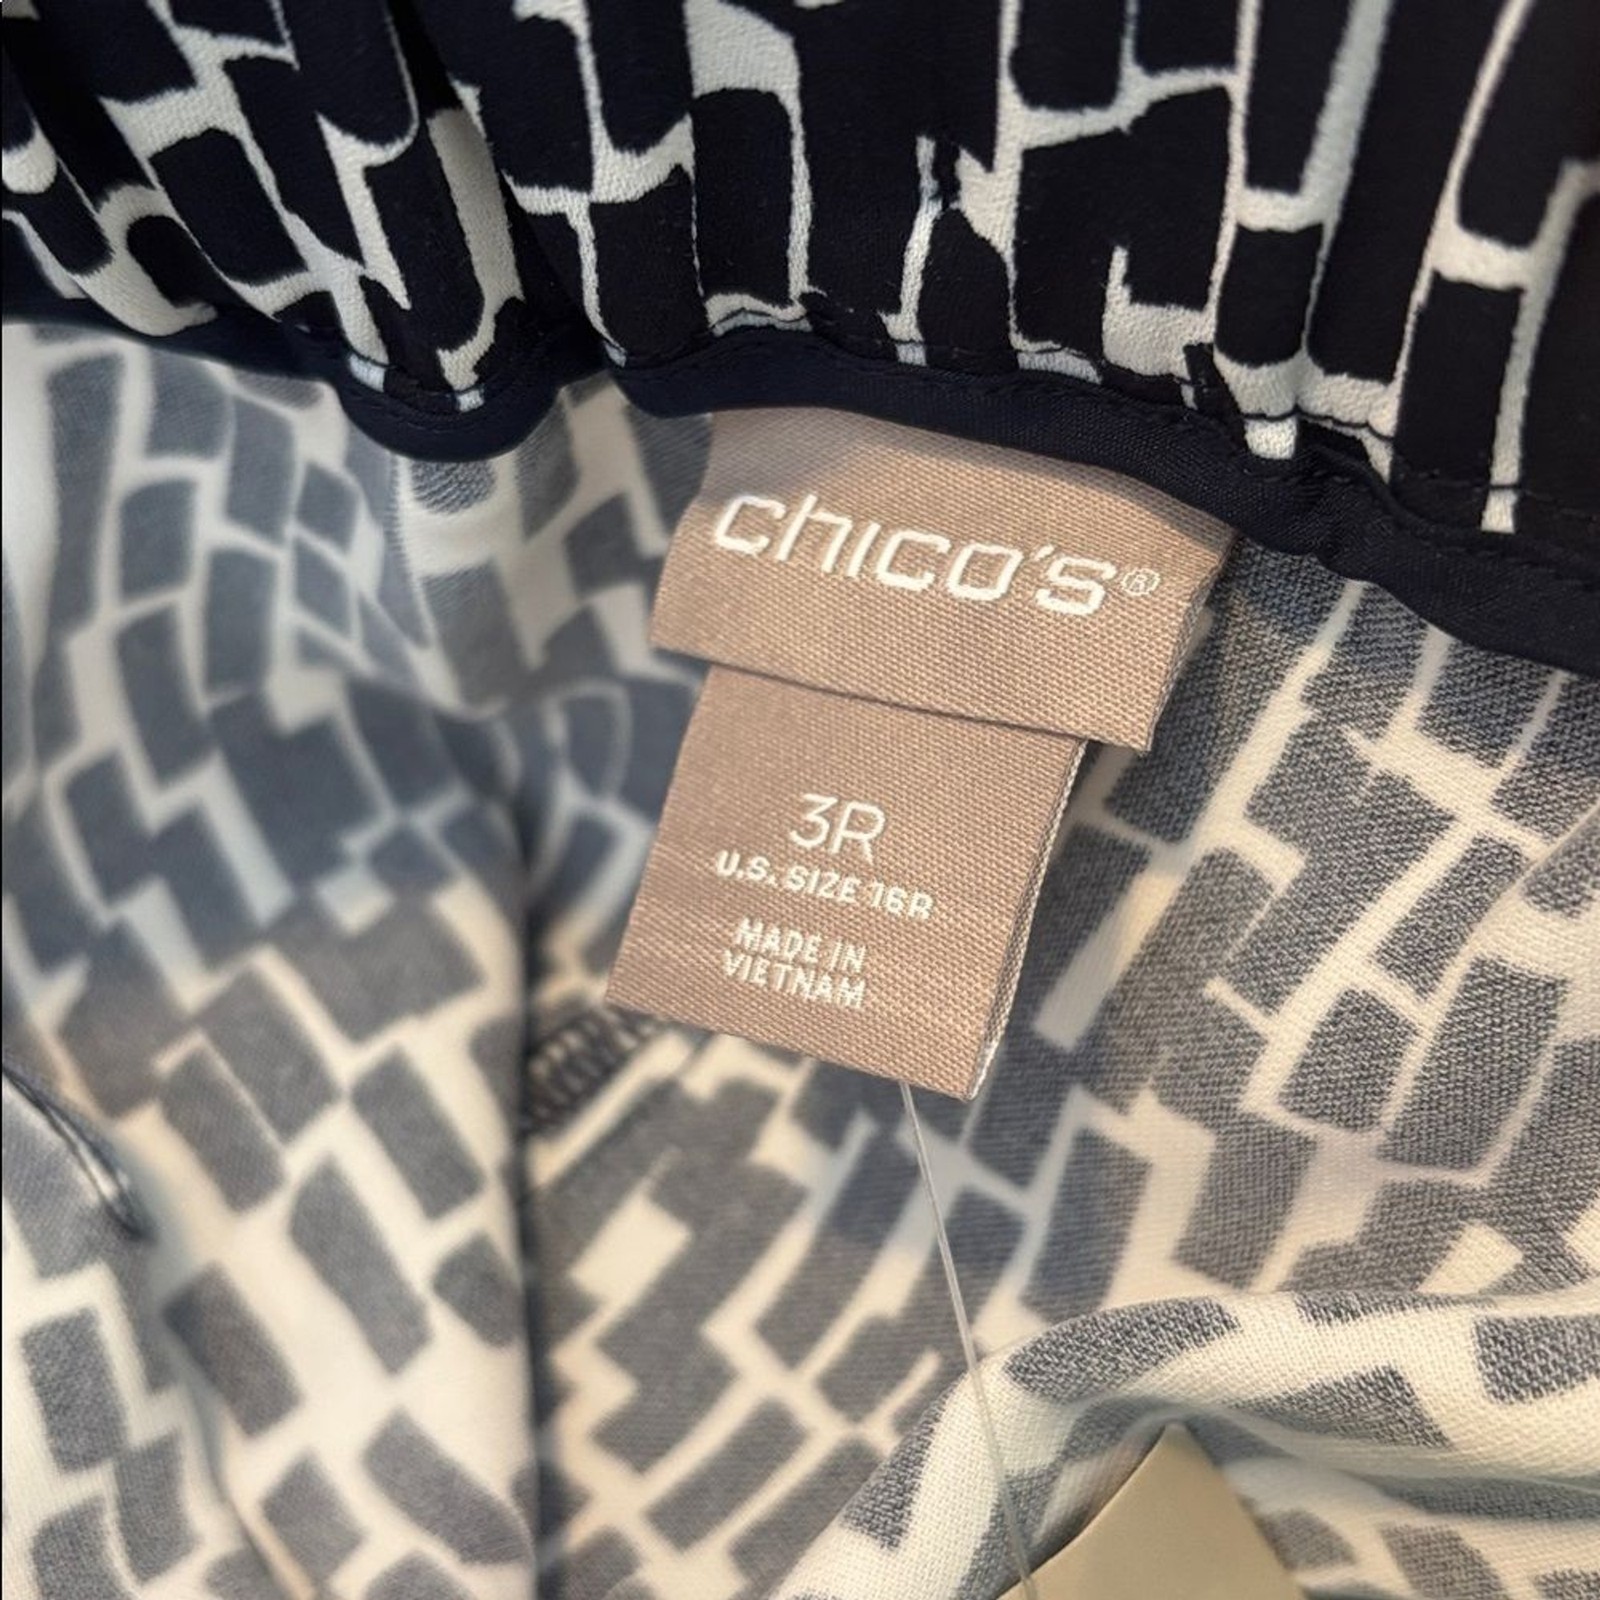 chico's®
3R
U.S. SIZE 16R
MADE IN
VIETNAM